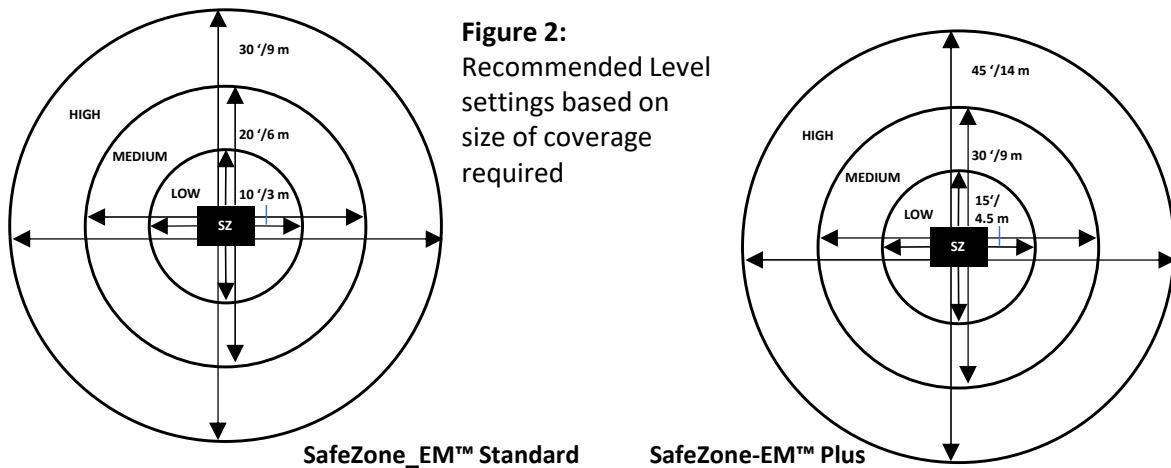 Figure 2:
Recommended Level
settings based on
size of coverage
required
30 ‘/9 m
HIGH
20 ‘/6 m
MEDIUM
LOW
10 ‘/3 m
SZ
45 ‘/14 m
HIGH
30 ‘/9 m
MEDIUM
LOW
15‘/
4.5 m
SZ
SafeZone_EM™ Standard
SafeZone-EM™ Plus